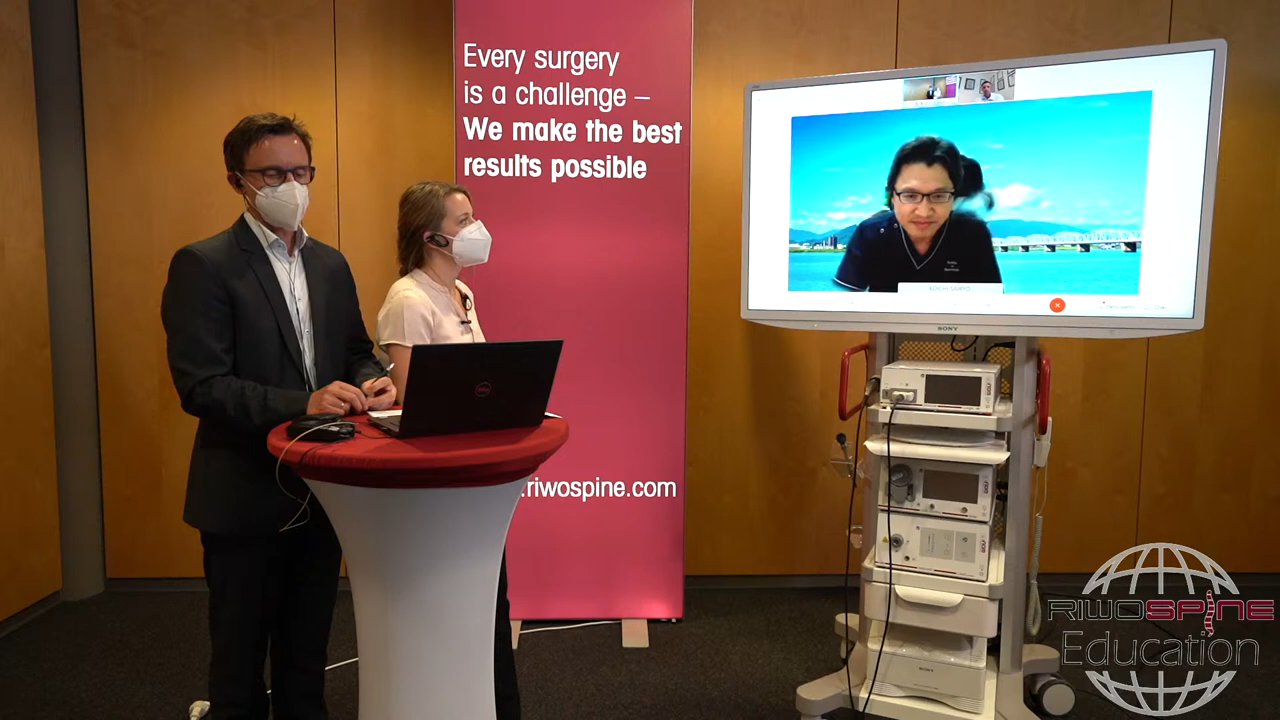 Every surgery
is a challenge –
We make the best
results possible
.riwospine.com
SONY
RIWOSPINE
Education